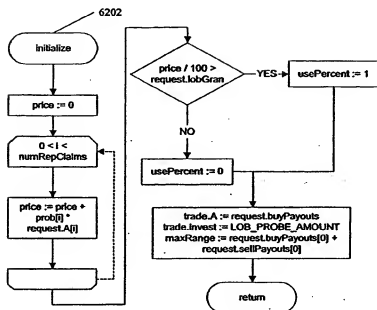 6202
initialize
price := 0
0 < i <
numRepClaims
price := price +
prob[i] *
request.A[i]
price / 100 >
request.lobGran
YES
usePercent := 1
NO
usePercent := 0
trade.A := request.buyPayouts
trade.Invest := LOB_PROBE_AMOUNT
maxRange := request.buyPayouts[0] +
request.sellPayouts[0]
return